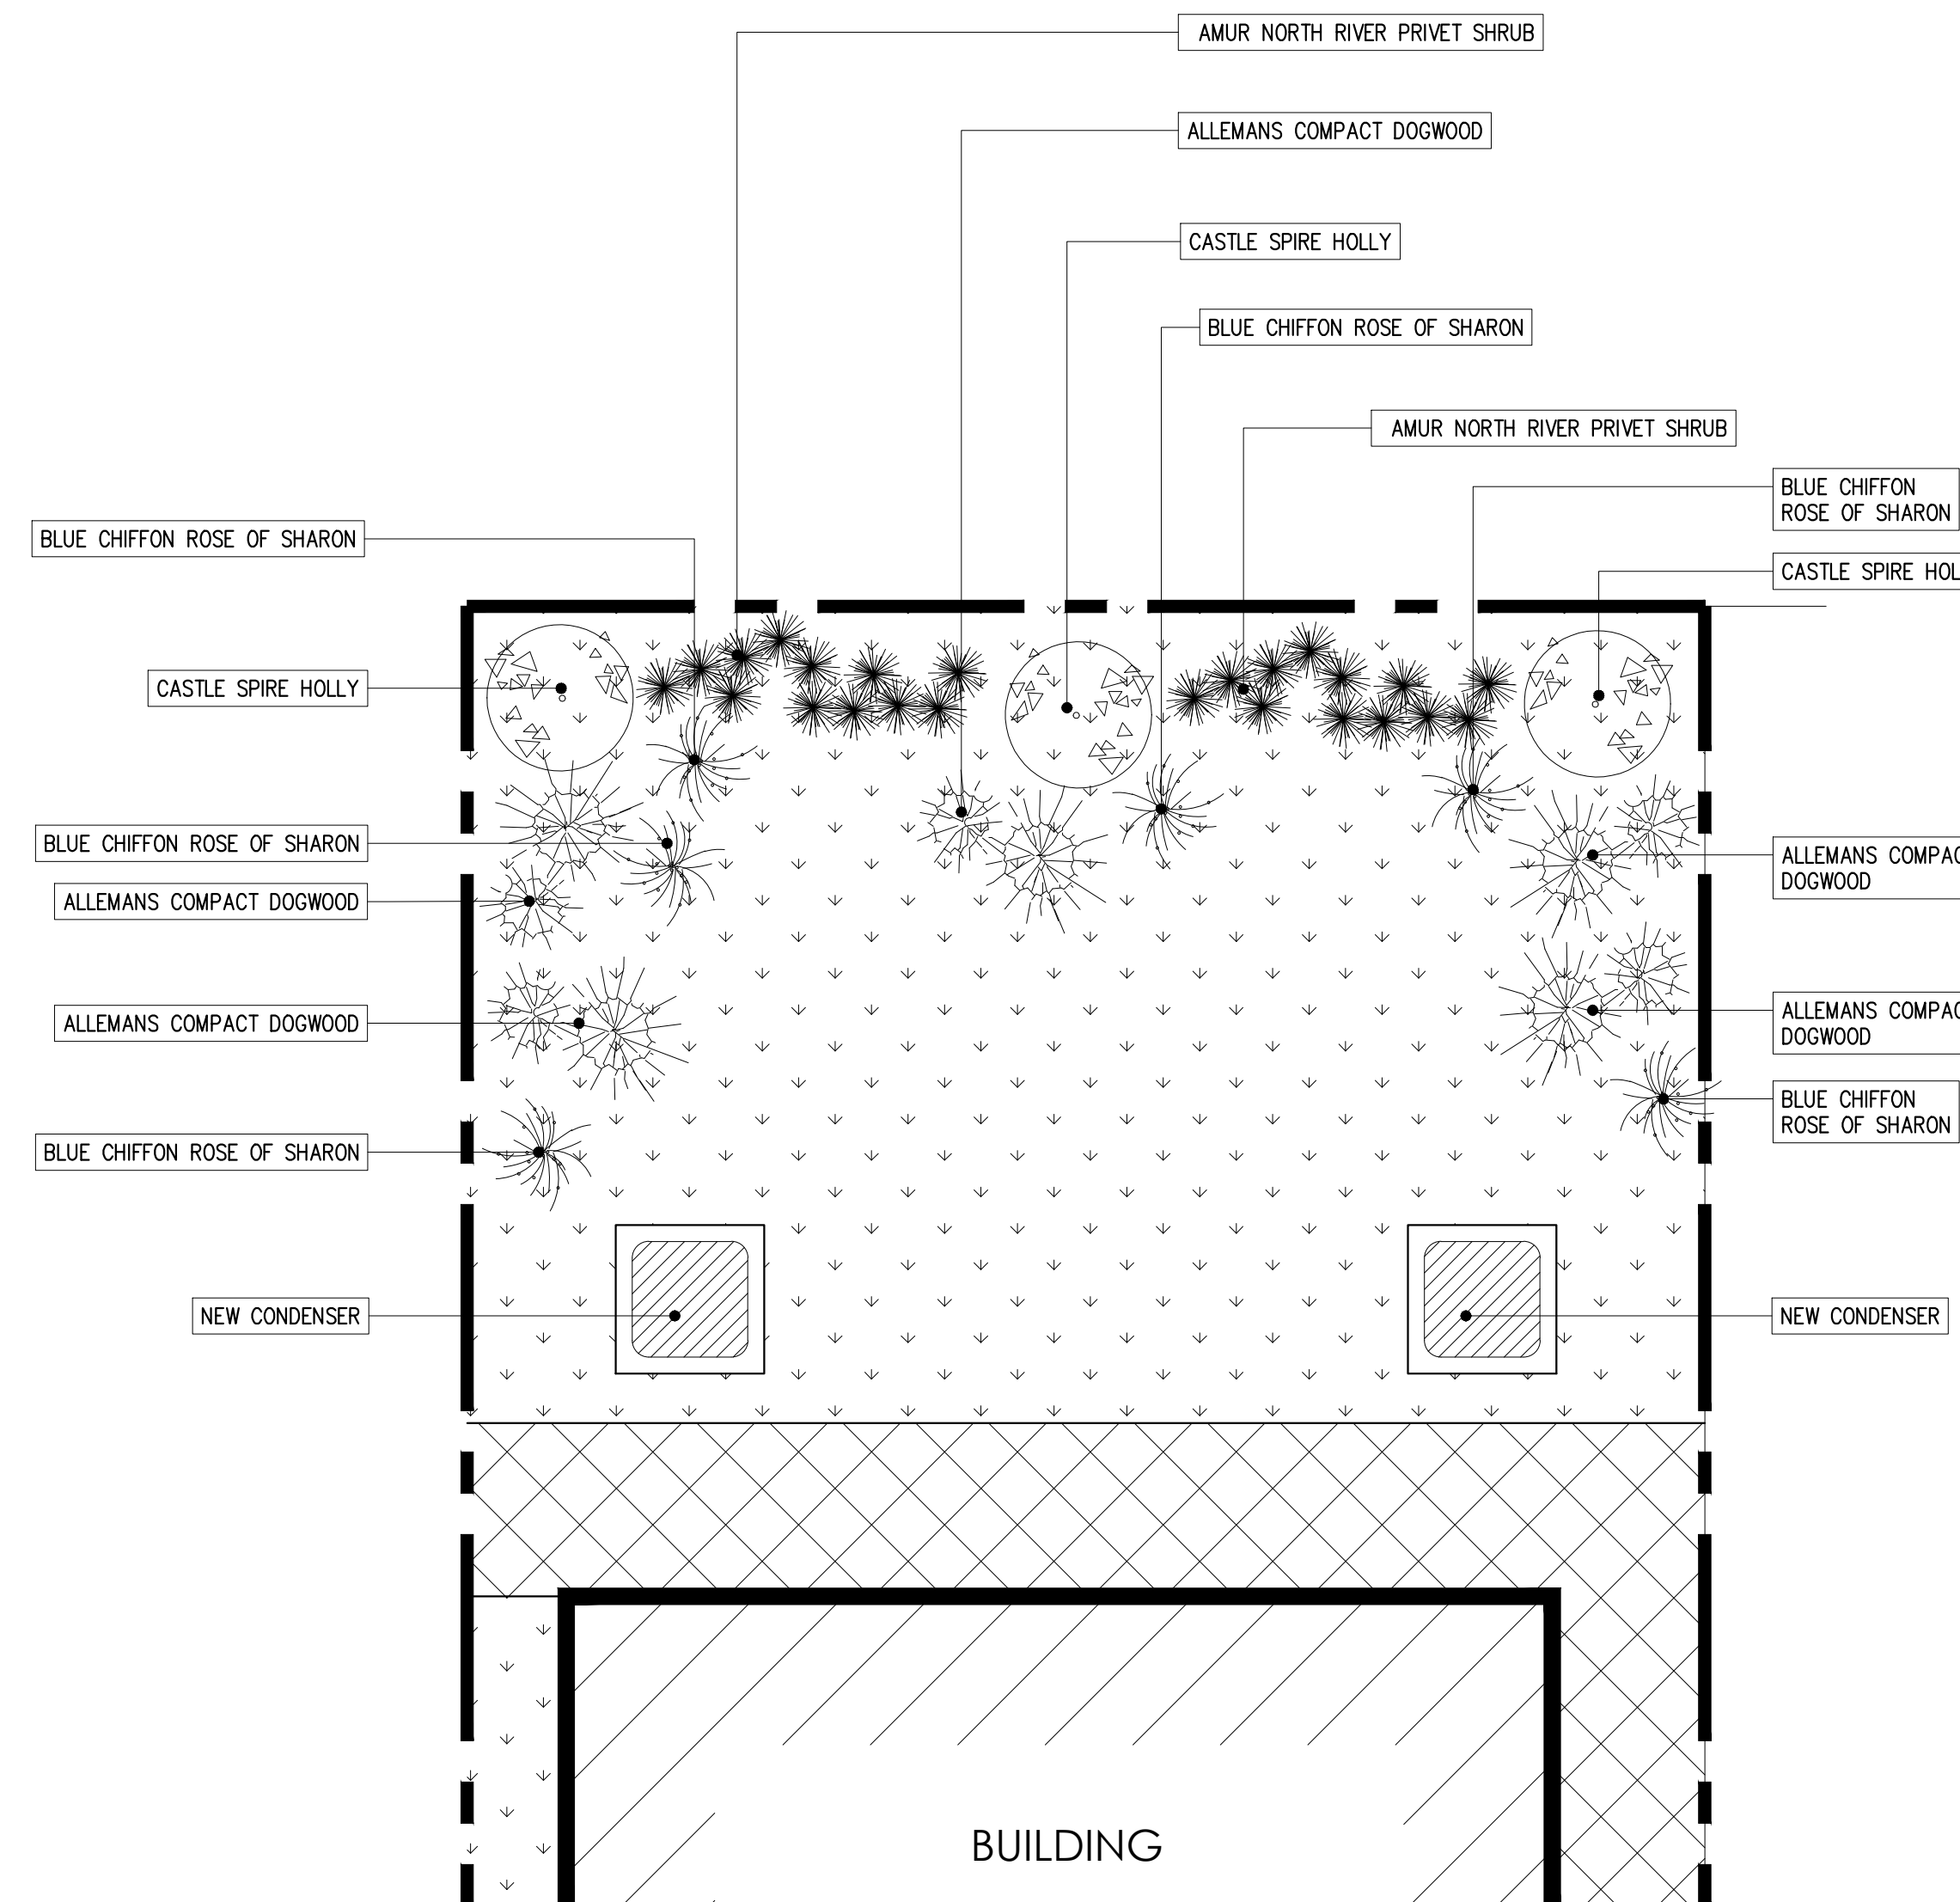 AMUR NORTH RIVER PRIVET SHRUB
ALLEMANS COMPACT DOGWOOD
CASTLE SPIRE HOLLY
BLUE CHIFFON ROSE OF SHARON
AMUR NORTH RIVER PRIVET SHRUB
BLUE CHIFFON
ROSE OF SHARON
BLUE CHIFFON ROSE OF SHARON
CASTLE SPIRE
CASTLE SPIRE HOLLY
BLUE CHIFFON ROSE OF SHARON
ALLEMANS
DOGWOOD
ALLEMANS COMPACT DOGWOOD
ALLEMANS COMPACT DOGWOOD
ALLEMANS
DOGWOOD
BLUE CHIFFON
ROSE OF SHARON
BLUE CHIFFON ROSE OF SHARON
NEW CONDENSER
NEW CONDENSER
BUILDING